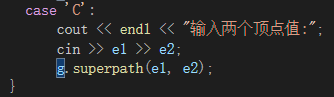 case 'C':
cout << endl << "输入两个顶点值:";
cin >> e1 >> e2;
g.superpath(e1, e2);
}